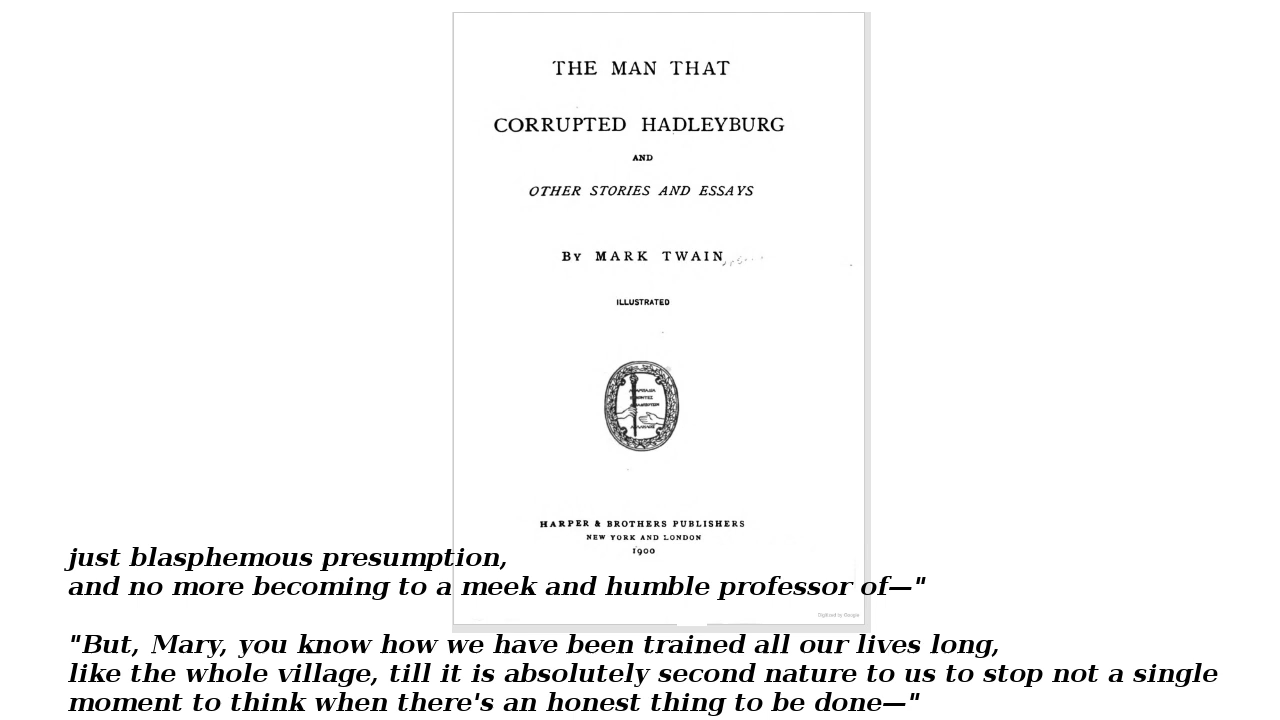 THE MAN THAT
CORRUPTED HADLEYBURG
AND
OTHER STORIES AND ESSAYS
By MARK TWAIN
ILLUSTRATED
HARPER & BROTHERS PUBLISHERS
NEW YORK AND LONDON
1900
just blasphemous presumption,
and no more becoming to a meek and humble professor of—"
Digitized by Google
"But, Mary, you know how we have been trained all our lives long,
like the whole village, till it is absolutely second nature to us to stop not a single
moment to think when there's an honest thing to be done—"